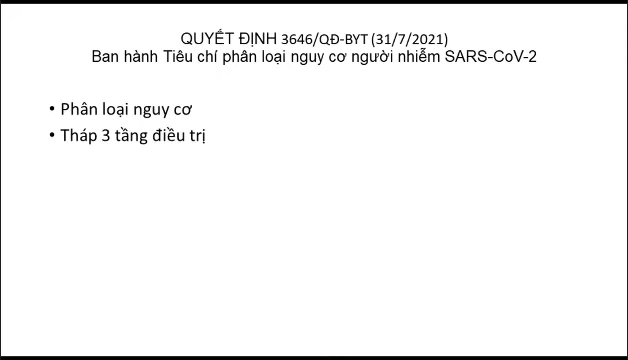 QUYẾT ĐỊNH 3646/QĐ-BYT (31/7/2021)
Ban hành Tiêu chí phân loại nguy cơ người nhiễm SARS-CoV-2
• Phân loại nguy cơ
• Tháp 3 tầng điều trị